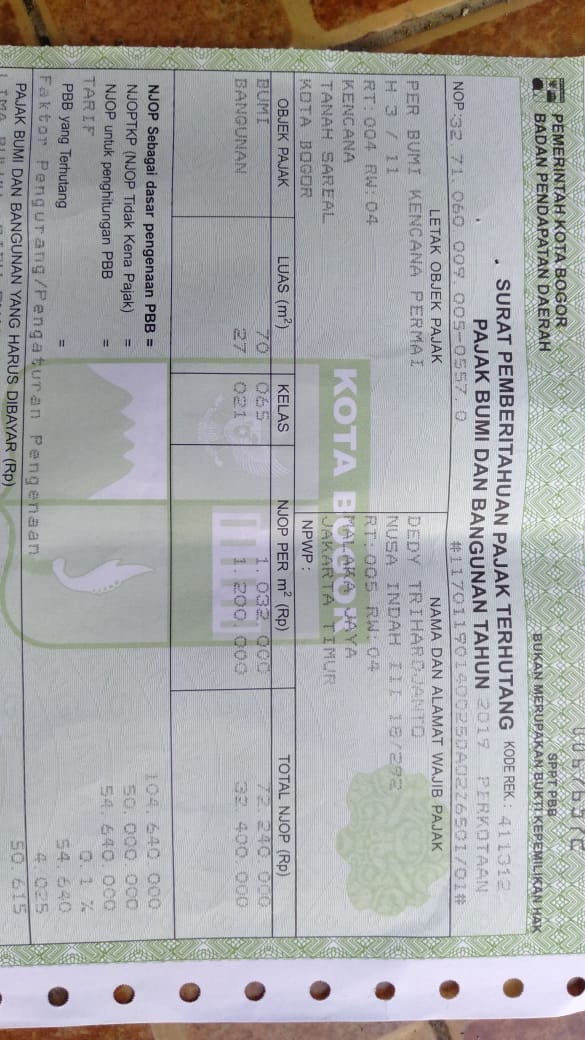 0067657 2
PEMERINTAH KOTA BOGOR
BADAN PENDAPATAN DAERAH
SPPT PBB
BUKAN MERUPAKAN BUKTI KEPEMILIKAN HAK
SURAT PEMBERITAHUAN PAJAK TERHUTANG KODE REK.: 411312
PAJAK BUMI DAN BANGUNAN TAHUN 2019 PERKOTAAN
NOP:32.71.060.009.005-0557.0 #1170119014002SDA0276501/01#
LETAK OBJEK PAJAK NAMA DAN ALAMAT WAJIB PAJAK
PER BUMI KENCANA PERMAI DEDY TRIHARDJANTO
H 3 / 11 NUSA INDAH III 18/292
RT:004 RW:04 RT:005 RW:04
KENCANA MALAKA JAYA
TANAH SAREAL JAKARTA TIMUR
KOTA BOGOR NPWP :
KOTA BOGOR
OBJEK PAJAK LUAS (m²) KELAS NJOP PER m² (Rp) TOTAL NJOP (Rp)
BUMI 70 065 1.032.000 72.240.000
BANGUNAN 27 021 1.200.000 32.400.000
NJOP Sebagai dasar pengenaan PBB = 104.640.000
NJOPTKP (NJOP Tidak Kena Pajak) = 50.000.000
NJOP untuk penghitungan PBB = 54.640.000
TARIF 0.1 %
PBB yang Terhutang = 54.640
Faktor Pengurang/Pengaturan Pengenaan 4.025
PAJAK BUMI DAN BANGUNAN YANG HARUS DIBAYAR (Rp) 50.615